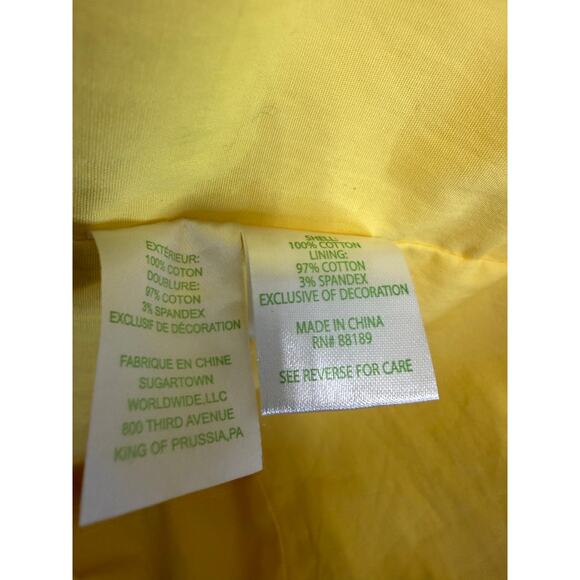 EXTÉRIEUR:
100% COTON
DOUBLURE:
97% COTON
3% SPANDEX
EXCLUSIF DE DÉCORATION
FABRIQUE EN CHINE
SUGARTOWN
WORLDWIDE,LLC
800 THIRD AVENUE
KING OF PRUSSIA,PA
SHELL:
100% COTTON
LINING:
97% COTTON
3% SPANDEX
EXCLUSIVE OF DECORATION
MADE IN CHINA
RN# 88189
SEE REVERSE FOR CARE